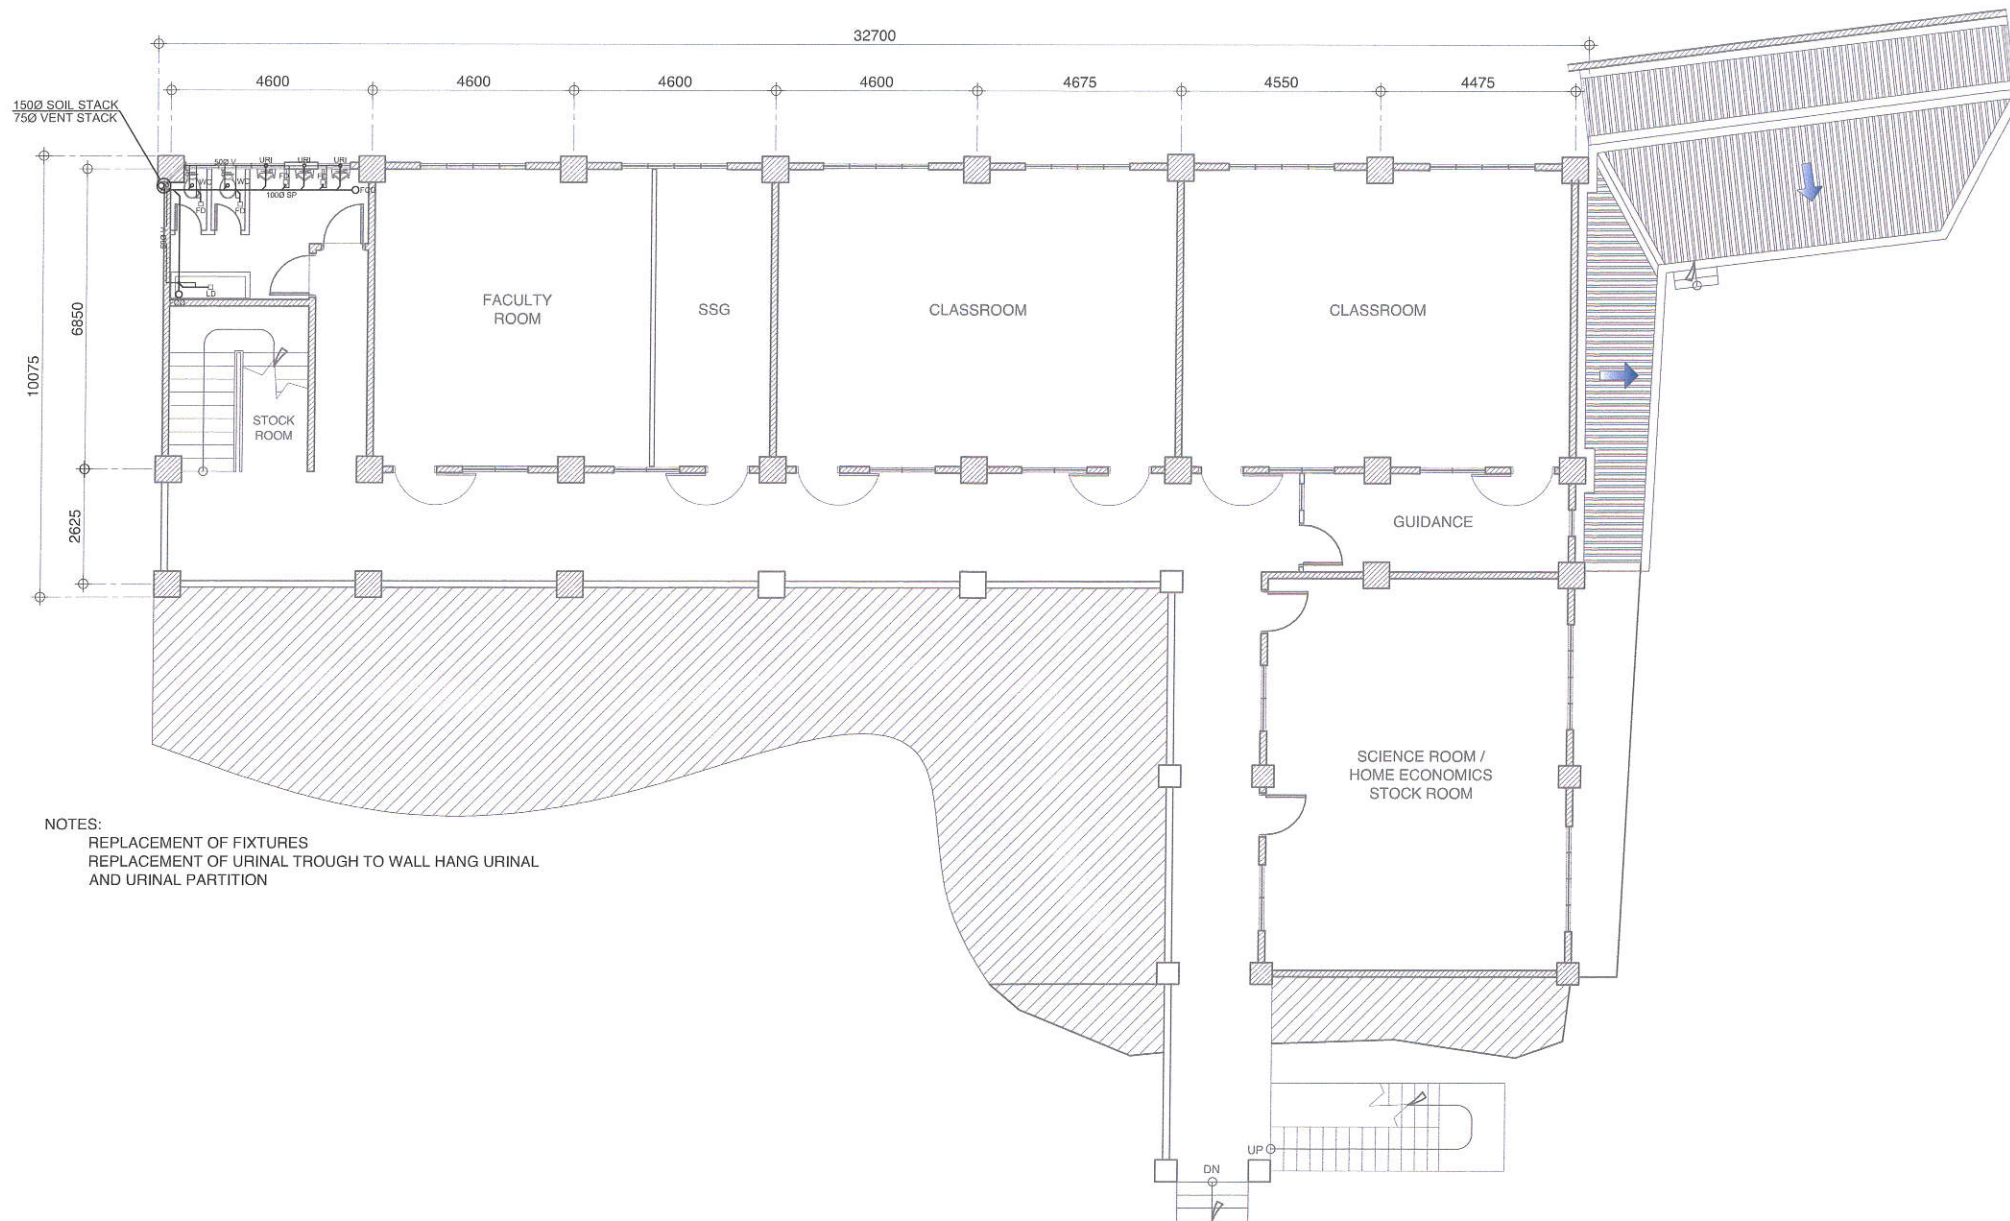 32700
4600
4600
4600
4600
4675
4550
4475
150Ø SOIL STACK
75Ø VENT STACK
50Ø V
URI
URI
URI
WC
WC
FD
FD
100Ø SP
FCO
FD
FD
50Ø V
LD
10075
6850
2625
FACULTY
ROOM
SSG
CLASSROOM
CLASSROOM
STOCK
ROOM
GUIDANCE
SCIENCE ROOM /
HOME ECONOMICS
STOCK ROOM
NOTES:
REPLACEMENT OF FIXTURES
REPLACEMENT OF URINAL TROUGH TO WALL HANG URINAL
AND URINAL PARTITION
UP
DN